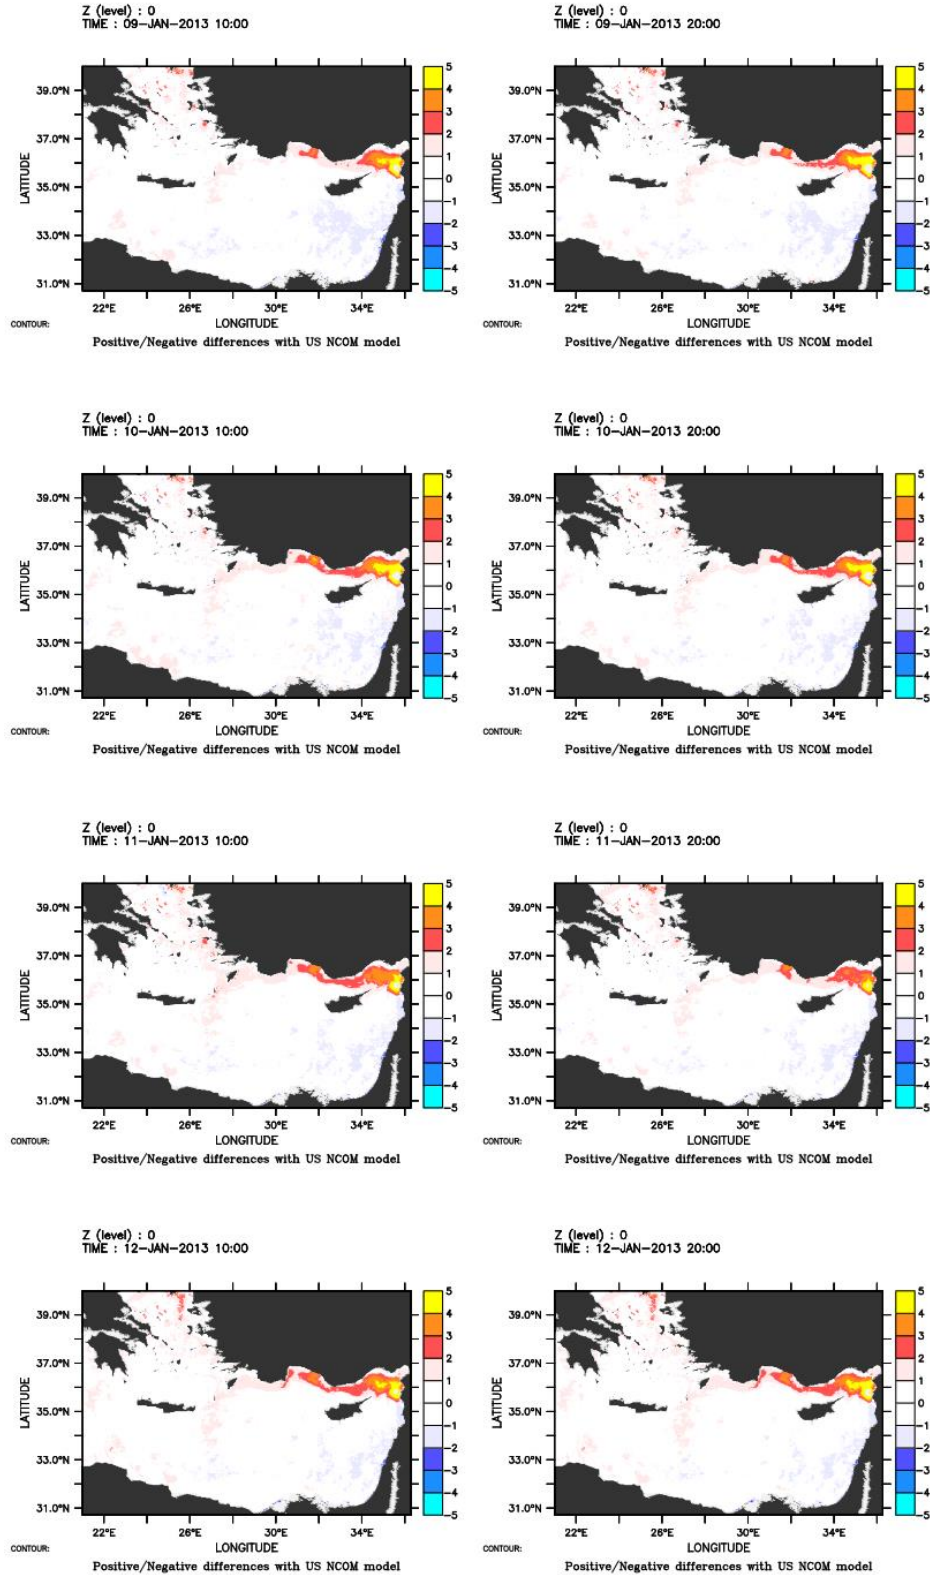 Z (level) : 0
TIME : 09-JAN-2013 10:00
39.0°N
37.0°N
35.0°N
33.0°N
31.0°N
LATITUDE
22°E 26°E 30°E 34°E
LONGITUDE
5
4
3
2
1
0
-1
-2
-3
-4
-5
CONTOUR:
Positive/Negative differences with US NCOM model
Z (level) : 0
TIME : 09-JAN-2013 20:00
39.0°N
37.0°N
35.0°N
33.0°N
31.0°N
LATITUDE
22°E 26°E 30°E 34°E
LONGITUDE
5
4
3
2
1
0
-1
-2
-3
-4
-5
CONTOUR:
Positive/Negative differences with US NCOM model
Z (level) : 0
TIME : 10-JAN-2013 10:00
39.0°N
37.0°N
35.0°N
33.0°N
31.0°N
LATITUDE
22°E 26°E 30°E 34°E
LONGITUDE
5
4
3
2
1
0
-1
-2
-3
-4
-5
CONTOUR:
Positive/Negative differences with US NCOM model
Z (level) : 0
TIME : 10-JAN-2013 20:00
39.0°N
37.0°N
35.0°N
33.0°N
31.0°N
LATITUDE
22°E 26°E 30°E 34°E
LONGITUDE
5
4
3
2
1
0
-1
-2
-3
-4
-5
CONTOUR:
Positive/Negative differences with US NCOM model
Z (level) : 0
TIME : 11-JAN-2013 10:00
39.0°N
37.0°N
35.0°N
33.0°N
31.0°N
LATITUDE
22°E 26°E 30°E 34°E
LONGITUDE
5
4
3
2
1
0
-1
-2
-3
-4
-5
CONTOUR:
Positive/Negative differences with US NCOM model
Z (level) : 0
TIME : 11-JAN-2013 20:00
39.0°N
37.0°N
35.0°N
33.0°N
31.0°N
LATITUDE
22°E 26°E 30°E 34°E
LONGITUDE
5
4
3
2
1
0
-1
-2
-3
-4
-5
CONTOUR:
Positive/Negative differences with US NCOM model
Z (level) : 0
TIME : 12-JAN-2013 10:00
39.0°N
37.0°N
35.0°N
33.0°N
31.0°N
LATITUDE
22°E 26°E 30°E 34°E
LONGITUDE
5
4
3
2
1
0
-1
-2
-3
-4
-5
CONTOUR:
Positive/Negative differences with US NCOM model
Z (level) : 0
TIME : 12-JAN-2013 20:00
39.0°N
37.0°N
35.0°N
33.0°N
31.0°N
LATITUDE
22°E 26°E 30°E 34°E
LONGITUDE
5
4
3
2
1
0
-1
-2
-3
-4
-5
CONTOUR:
Positive/Negative differences with US NCOM model